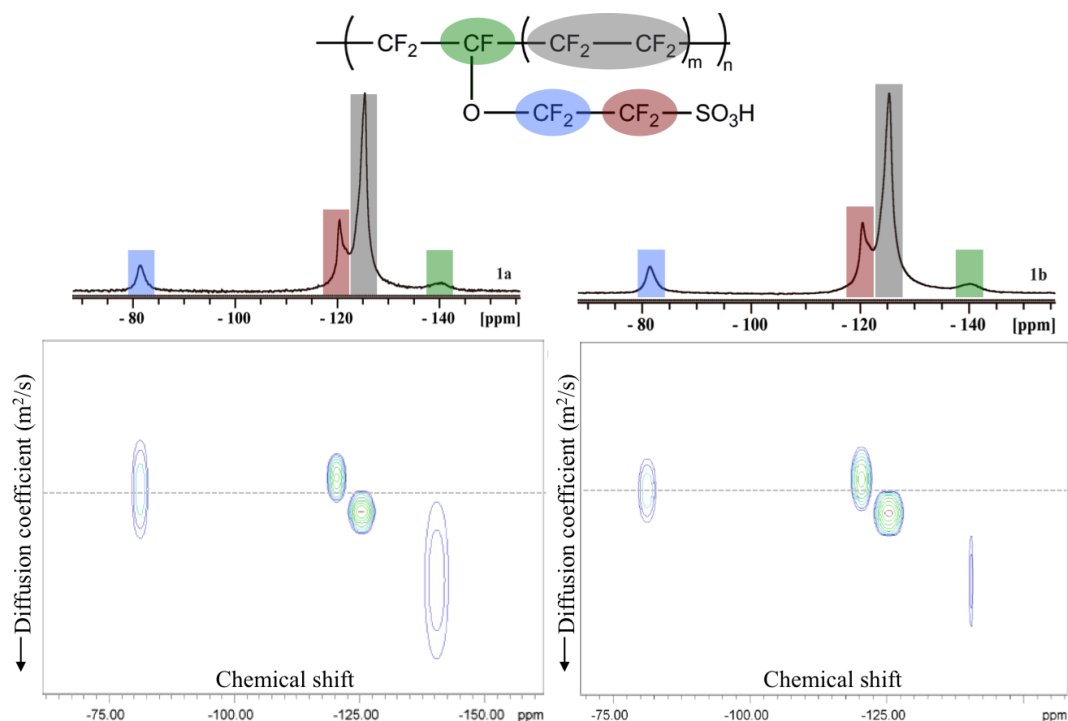 ( CF₂ CF ( CF₂ CF₂ )m )n
O CF₂ CF₂ SO₃H
1a
- 80 - 100 - 120 - 140 [ppm]
1b
- 80 - 100 - 120 - 140 [ppm]
Diffusion coefficient (m²/s)
Chemical shift
-75.00 -100.00 -125.00 -150.00 ppm
Diffusion coefficient (m²/s)
Chemical shift
-75.00 -100.00 -125.00 ppm